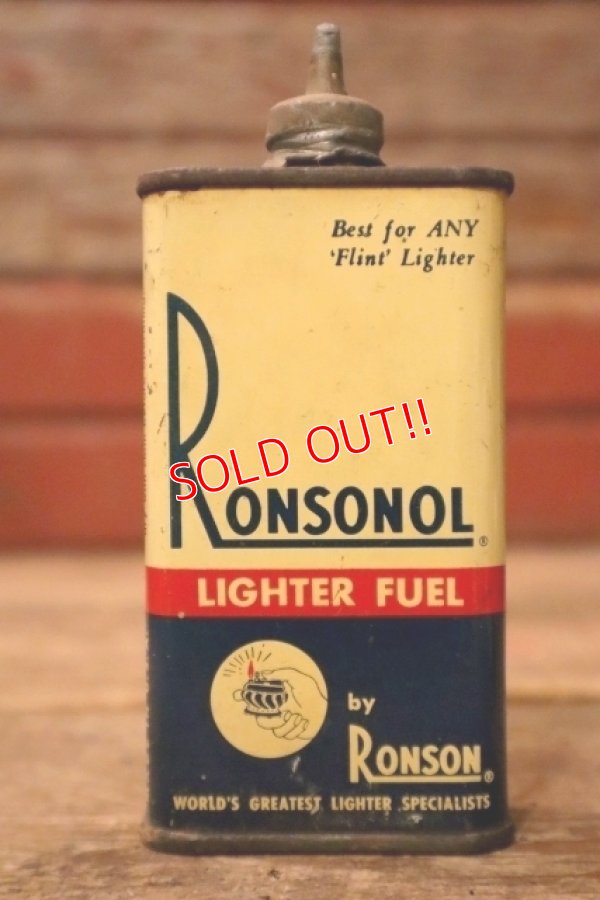 Best for ANY
'Flint' Lighter
SOLD OUT!!
RONSONOL®
LIGHTER FUEL
by
RONSON®
WORLD'S GREATEST LIGHTER SPECIALISTS